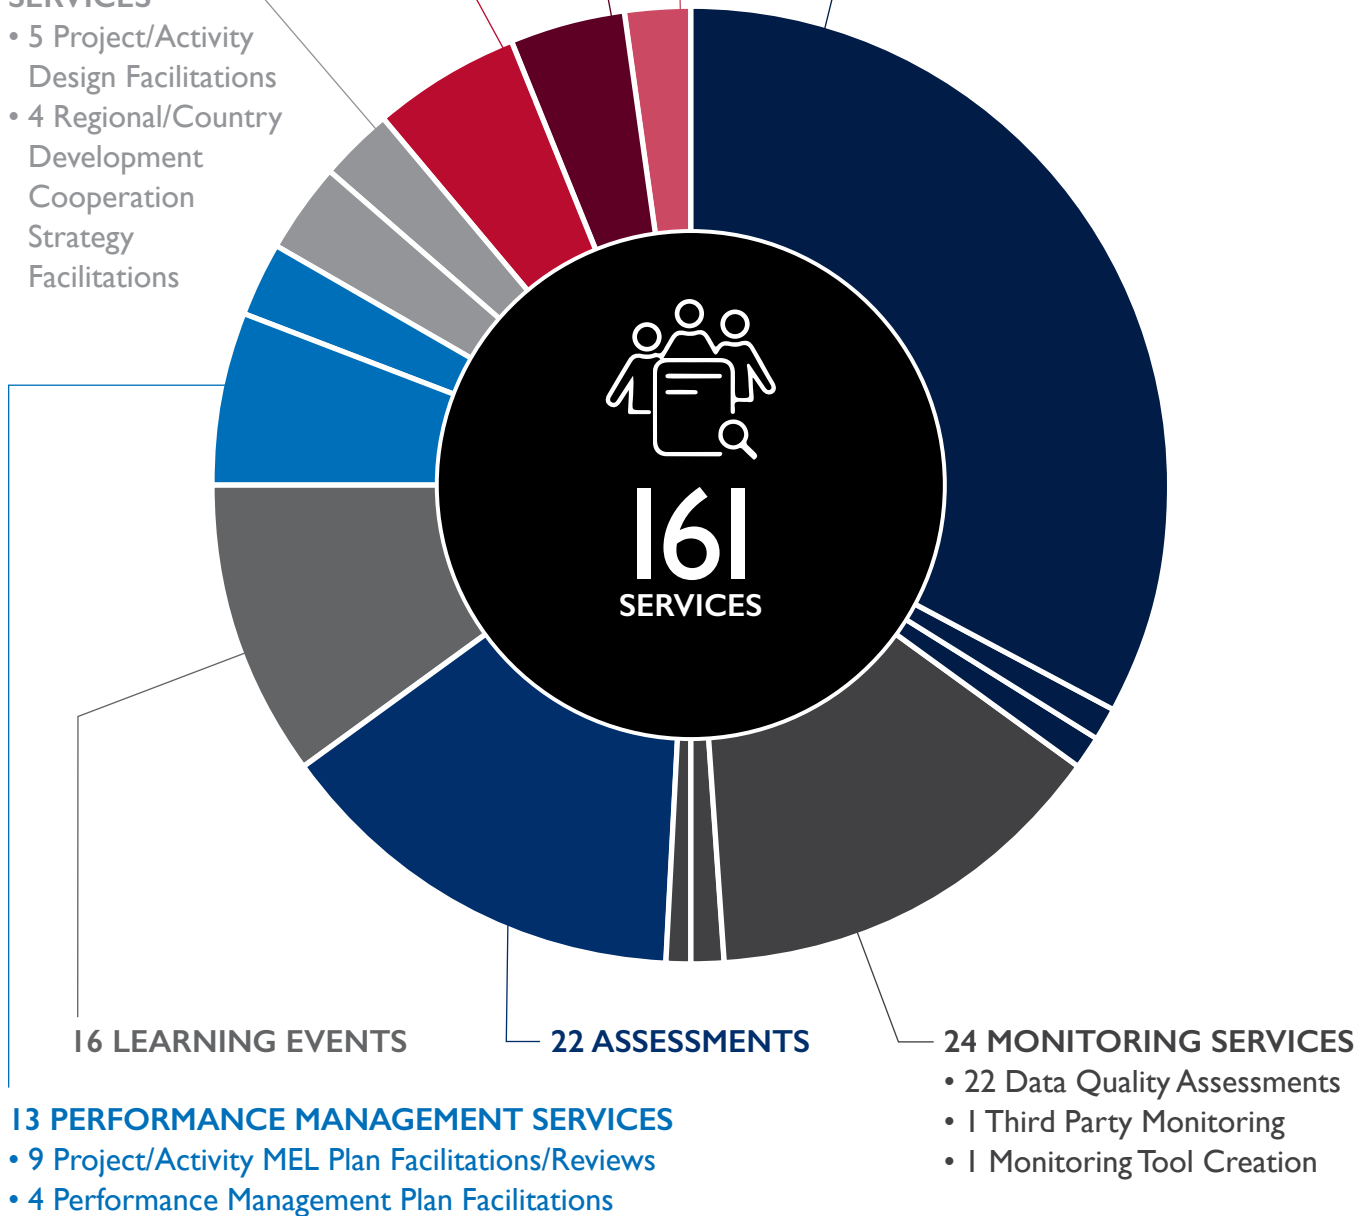 SERVICES
• 5 Project/Activity
Design Facilitations
• 4 Regional/Country
Development
Cooperation
Strategy
Facilitations
161
SERVICES
16 LEARNING EVENTS
22 ASSESSMENTS
24 MONITORING SERVICES
• 22 Data Quality Assessments
• 1 Third Party Monitoring
• 1 Monitoring Tool Creation
13 PERFORMANCE MANAGEMENT SERVICES
• 9 Project/Activity MEL Plan Facilitations/Reviews
• 4 Performance Management Plan Facilitations